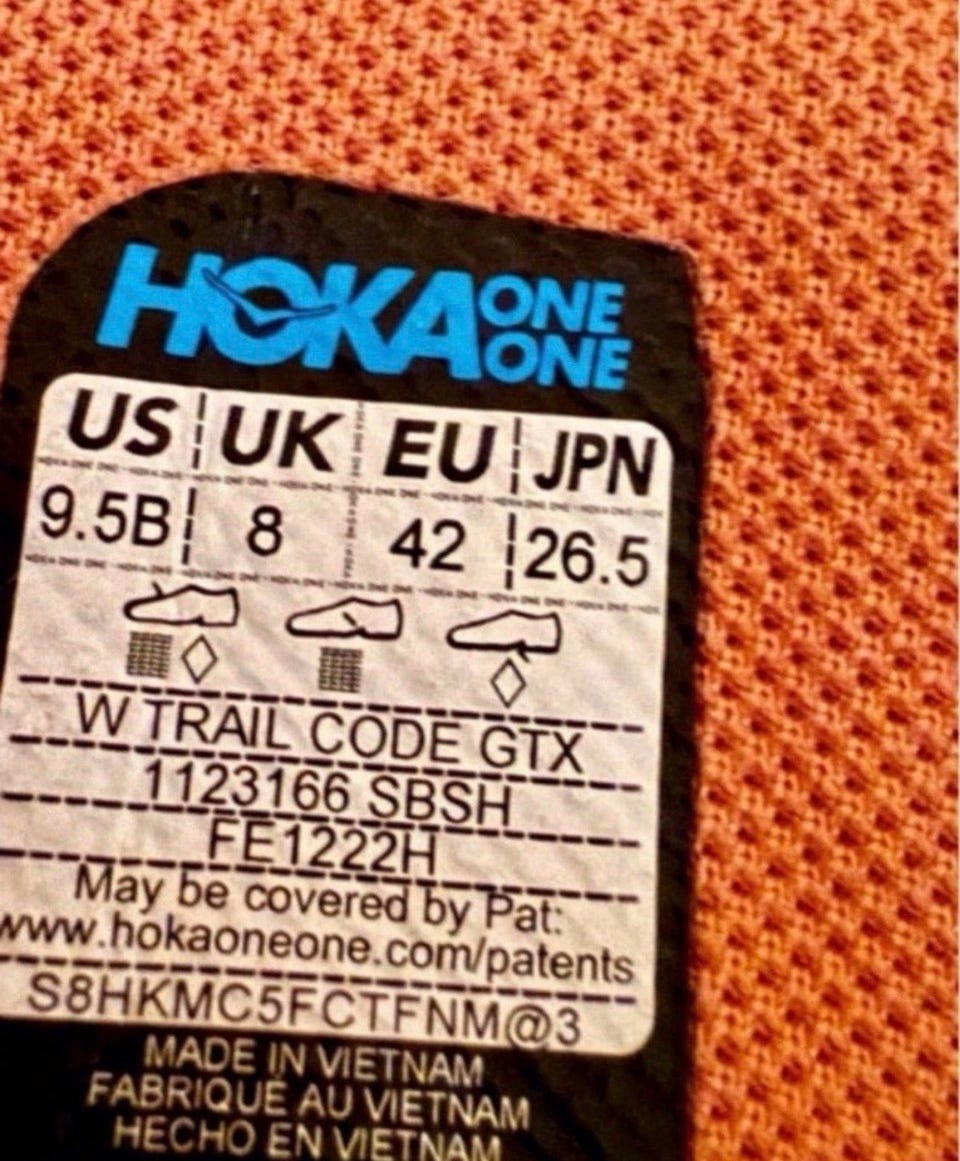 HOKA ONE ONE
US UK EU JPN
9.5B 8 42 26.5
W TRAIL CODE GTX
1123166 SBSH
FE1222H
May be covered by Pat:
www.hokaoneone.com/patents
S8HKMC5FCTFNM@3
MADE IN VIETNAM
FABRIQUÉ AU VIETNAM
HECHO EN VIETNAM